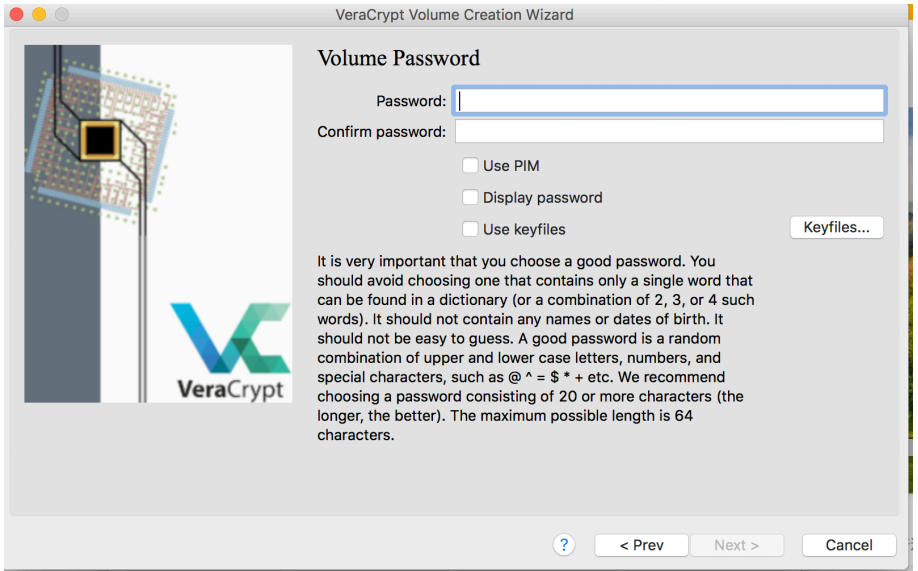 VeraCrypt Volume Creation Wizard
Volume Password
Password:
Confirm password:
Use PIM
Display password
Use keyfiles
Keyfiles...
It is very important that you choose a good password. You
should avoid choosing one that contains only a single word that
can be found in a dictionary (or a combination of 2, 3, or 4 such
words). It should not contain any names or dates of birth. It
should not be easy to guess. A good password is a random
combination of upper and lower case letters, numbers, and
special characters, such as @ ^ = $ * + etc. We recommend
choosing a password consisting of 20 or more characters (the
longer, the better). The maximum possible length is 64
characters.
VeraCrypt
?
< Prev
Next >
Cancel